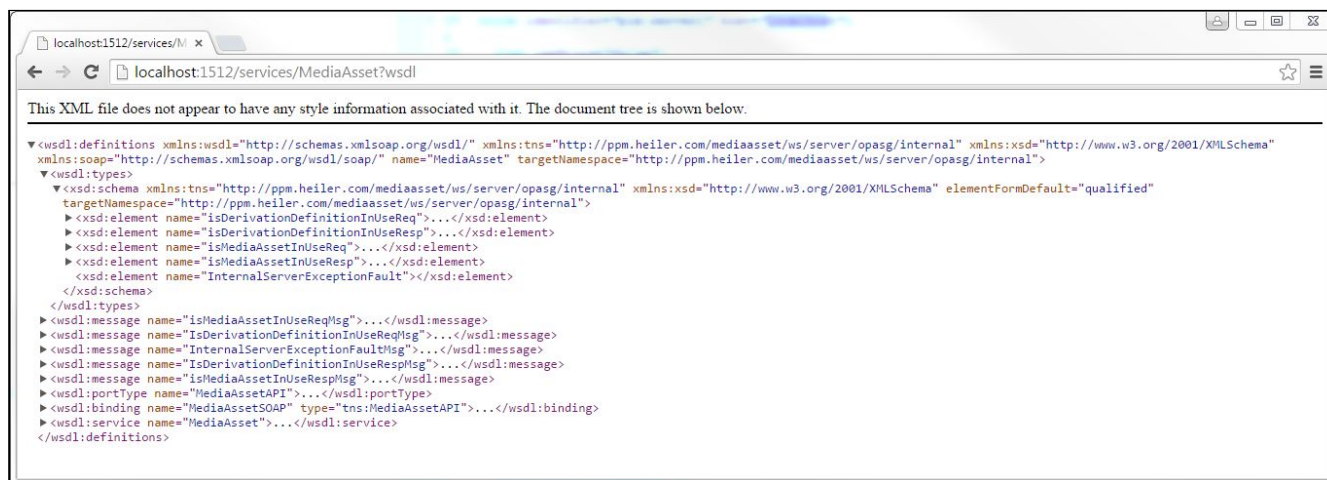 localhost:1512/services/M
localhost:1512/services/MediaAsset?wsdl
This XML file does not appear to have any style information associated with it. The document tree is shown below.
▼<wsdl:definitions xmlns:wsdl="http://schemas.xmlsoap.org/wsdl/" xmlns:tns="http://ppm.heiler.com/mediaasset/ws/server/opasg/internal" xmlns:xsd="http://www.w3.org/2001/XMLSchema"
xmlns:soap="http://schemas.xmlsoap.org/wsdl/soap/" name="MediaAsset" targetNamespace="http://ppm.heiler.com/mediaasset/ws/server/opasg/internal">
▼<wsdl:types>
▼<xsd:schema xmlns:tns="http://ppm.heiler.com/mediaasset/ws/server/opasg/internal" xmlns:xsd="http://www.w3.org/2001/XMLSchema" elementFormDefault="qualified"
targetNamespace="http://ppm.heiler.com/mediaasset/ws/server/opasg/internal">
▶<xsd:element name="isDerivationDefinitionInUseReq">...</xsd:element>
▶<xsd:element name="isDerivationDefinitionInUseResp">...</xsd:element>
▶<xsd:element name="isMediaAssetInUseReq">...</xsd:element>
▶<xsd:element name="isMediaAssetInUseResp">...</xsd:element>
<xsd:element name="InternalServerExceptionFault"></xsd:element>
</xsd:schema>
</wsdl:types>
▶<wsdl:message name="isMediaAssetInUseReqMsg">...</wsdl:message>
▶<wsdl:message name="IsDerivationDefinitionInUseReqMsg">...</wsdl:message>
▶<wsdl:message name="InternalServerExceptionFaultMsg">...</wsdl:message>
▶<wsdl:message name="IsDerivationDefinitionInUseRespMsg">...</wsdl:message>
▶<wsdl:message name="isMediaAssetInUseRespMsg">...</wsdl:message>
▶<wsdl:portType name="MediaAssetAPI">...</wsdl:portType>
▶<wsdl:binding name="MediaAssetSOAP" type="tns:MediaAssetAPI">...</wsdl:binding>
▶<wsdl:service name="MediaAsset">...</wsdl:service>
</wsdl:definitions>